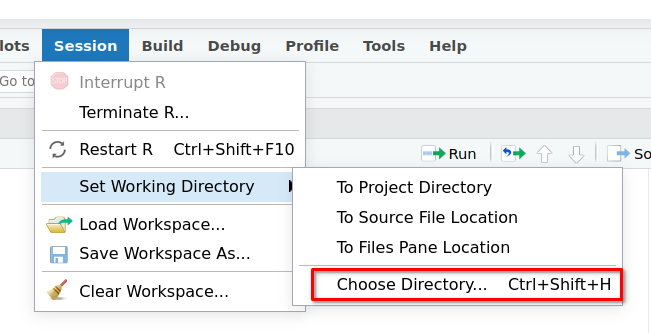 lots Session Build Debug Profile Tools Help
Go to
Interrupt R
Terminate R...
Restart R Ctrl+Shift+F10
Run
So
Set Working Directory
To Project Directory
To Source File Location
To Files Pane Location
Choose Directory... Ctrl+Shift+H
Load Workspace...
Save Workspace As...
Clear Workspace...